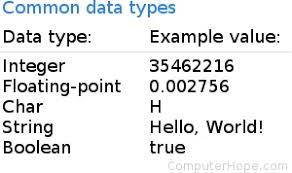 Common data types
Data type: Example value:
Integer 35462216
Floating-point 0.002756
Char H
String Hello, World!
Boolean true
ComputerHope.com